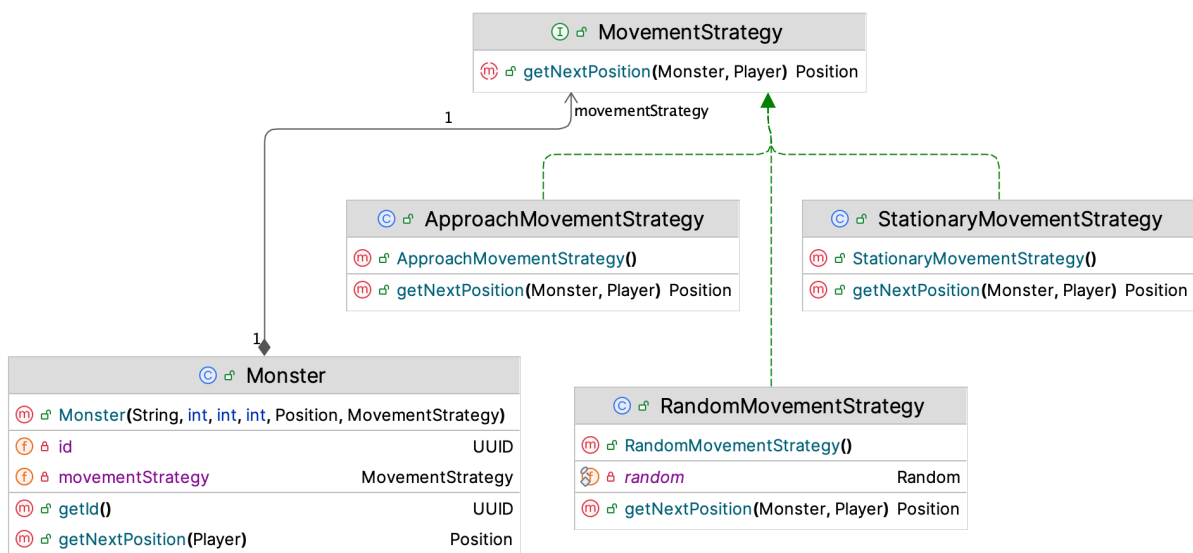 MovementStrategy
getNextPosition(Monster, Player) Position
movementStrategy
1
ApproachMovementStrategy
ApproachMovementStrategy()
getNextPosition(Monster, Player) Position
StationaryMovementStrategy
StationaryMovementStrategy()
getNextPosition(Monster, Player) Position
1
Monster
Monster(String, int, int, int, Position, MovementStrategy)
id UUID
movementStrategy MovementStrategy
getId() UUID
getNextPosition(Player) Position
RandomMovementStrategy
RandomMovementStrategy()
random Random
getNextPosition(Monster, Player) Position